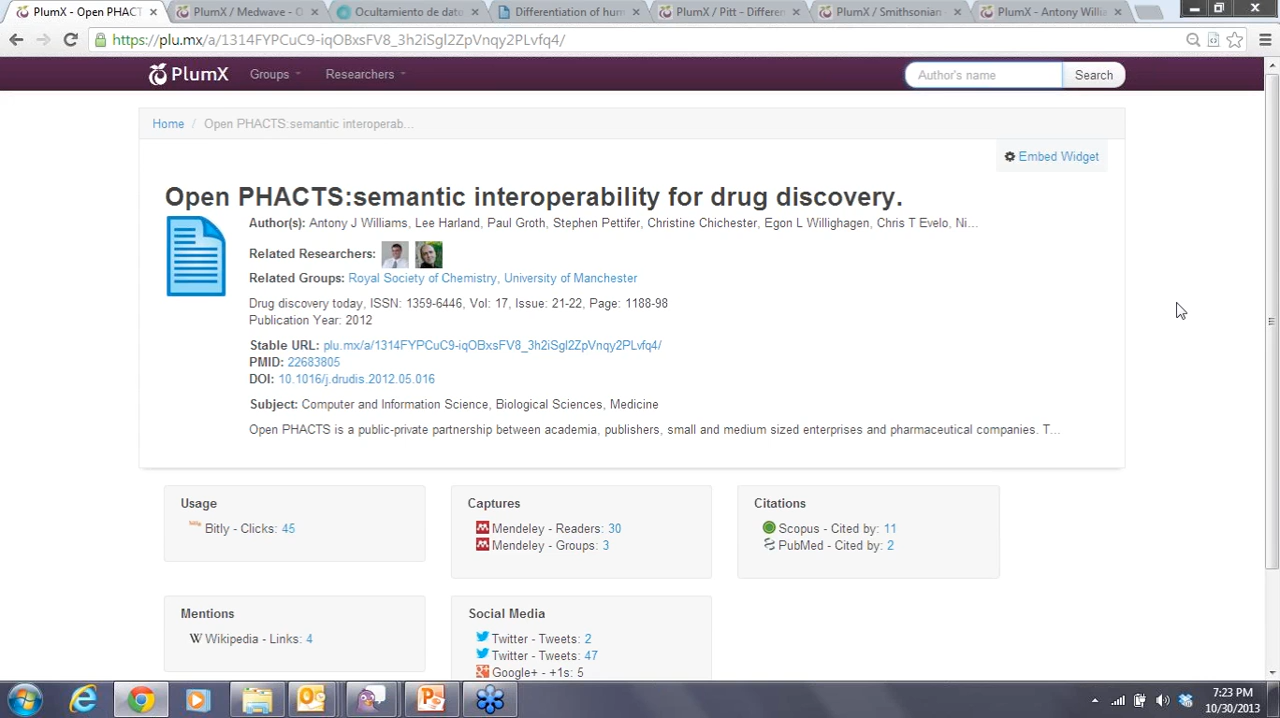 PlumX - Open PHACT
PlumX / Medwave - O
Ocultamiento de dato
Differentiation of hum
PlumX / Pitt - Differen
PlumX / Smithsonian
PlumX - Antony Willia
https://plu.mx/a/1314FYPCuC9-iqOBxsFV8_3h2iSgl2ZpVnqy2PLvfq4/
PlumX Groups Researchers Author's name Search
Home / Open PHACTS:semantic interoperab...
Embed Widget
Open PHACTS:semantic interoperability for drug discovery.
Author(s): Antony J Williams, Lee Harland, Paul Groth, Stephen Pettifer, Christine Chichester, Egon L Willighagen, Chris T Evelo, Ni...
Related Researchers:
Related Groups: Royal Society of Chemistry, University of Manchester
Drug discovery today, ISSN: 1359-6446, Vol: 17, Issue: 21-22, Page: 1188-98
Publication Year: 2012
Stable URL: plu.mx/a/1314FYPCuC9-iqOBxsFV8_3h2iSgl2ZpVnqy2PLvfq4/
PMID: 22683805
DOI: 10.1016/j.drudis.2012.05.016
Subject: Computer and Information Science, Biological Sciences, Medicine
Open PHACTS is a public-private partnership between academia, publishers, small and medium sized enterprises and pharmaceutical companies. T...
Usage
Bitly - Clicks: 45
Captures
Mendeley - Readers: 30
Mendeley - Groups: 3
Citations
Scopus - Cited by: 11
PubMed - Cited by: 2
Mentions
W Wikipedia - Links: 4
Social Media
Twitter - Tweets: 2
Twitter - Tweets: 47
Google+ - +1s: 5
7:23 PM
10/30/2013